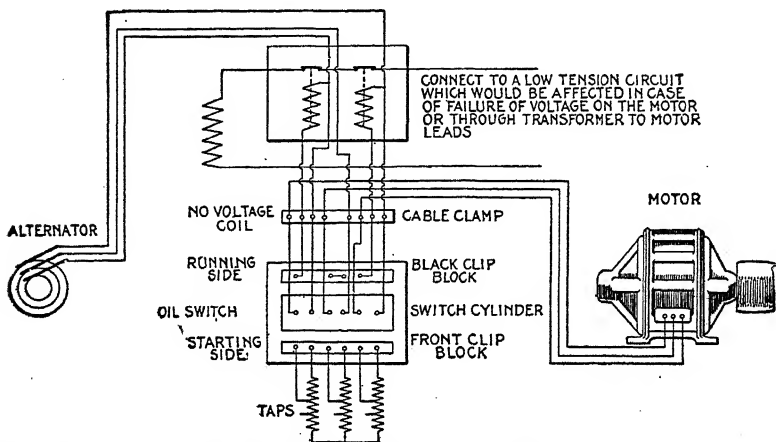 CONNECT TO A LOW TENSION CIRCUIT
WHICH WOULD BE AFFECTED IN CASE
OF FAILURE OF VOLTAGE ON THE MOTOR
OR THROUGH TRANSFORMER TO MOTOR
LEADS
ALTERNATOR
NO VOLTAGE
COIL
CABLE CLAMP
MOTOR
RUNNING
SIDE
BLACK CLIP
BLOCK
OIL SWITCH
SWITCH CYLINDER
STARTING
SIDE
FRONT CLIP
BLOCK
TAPS